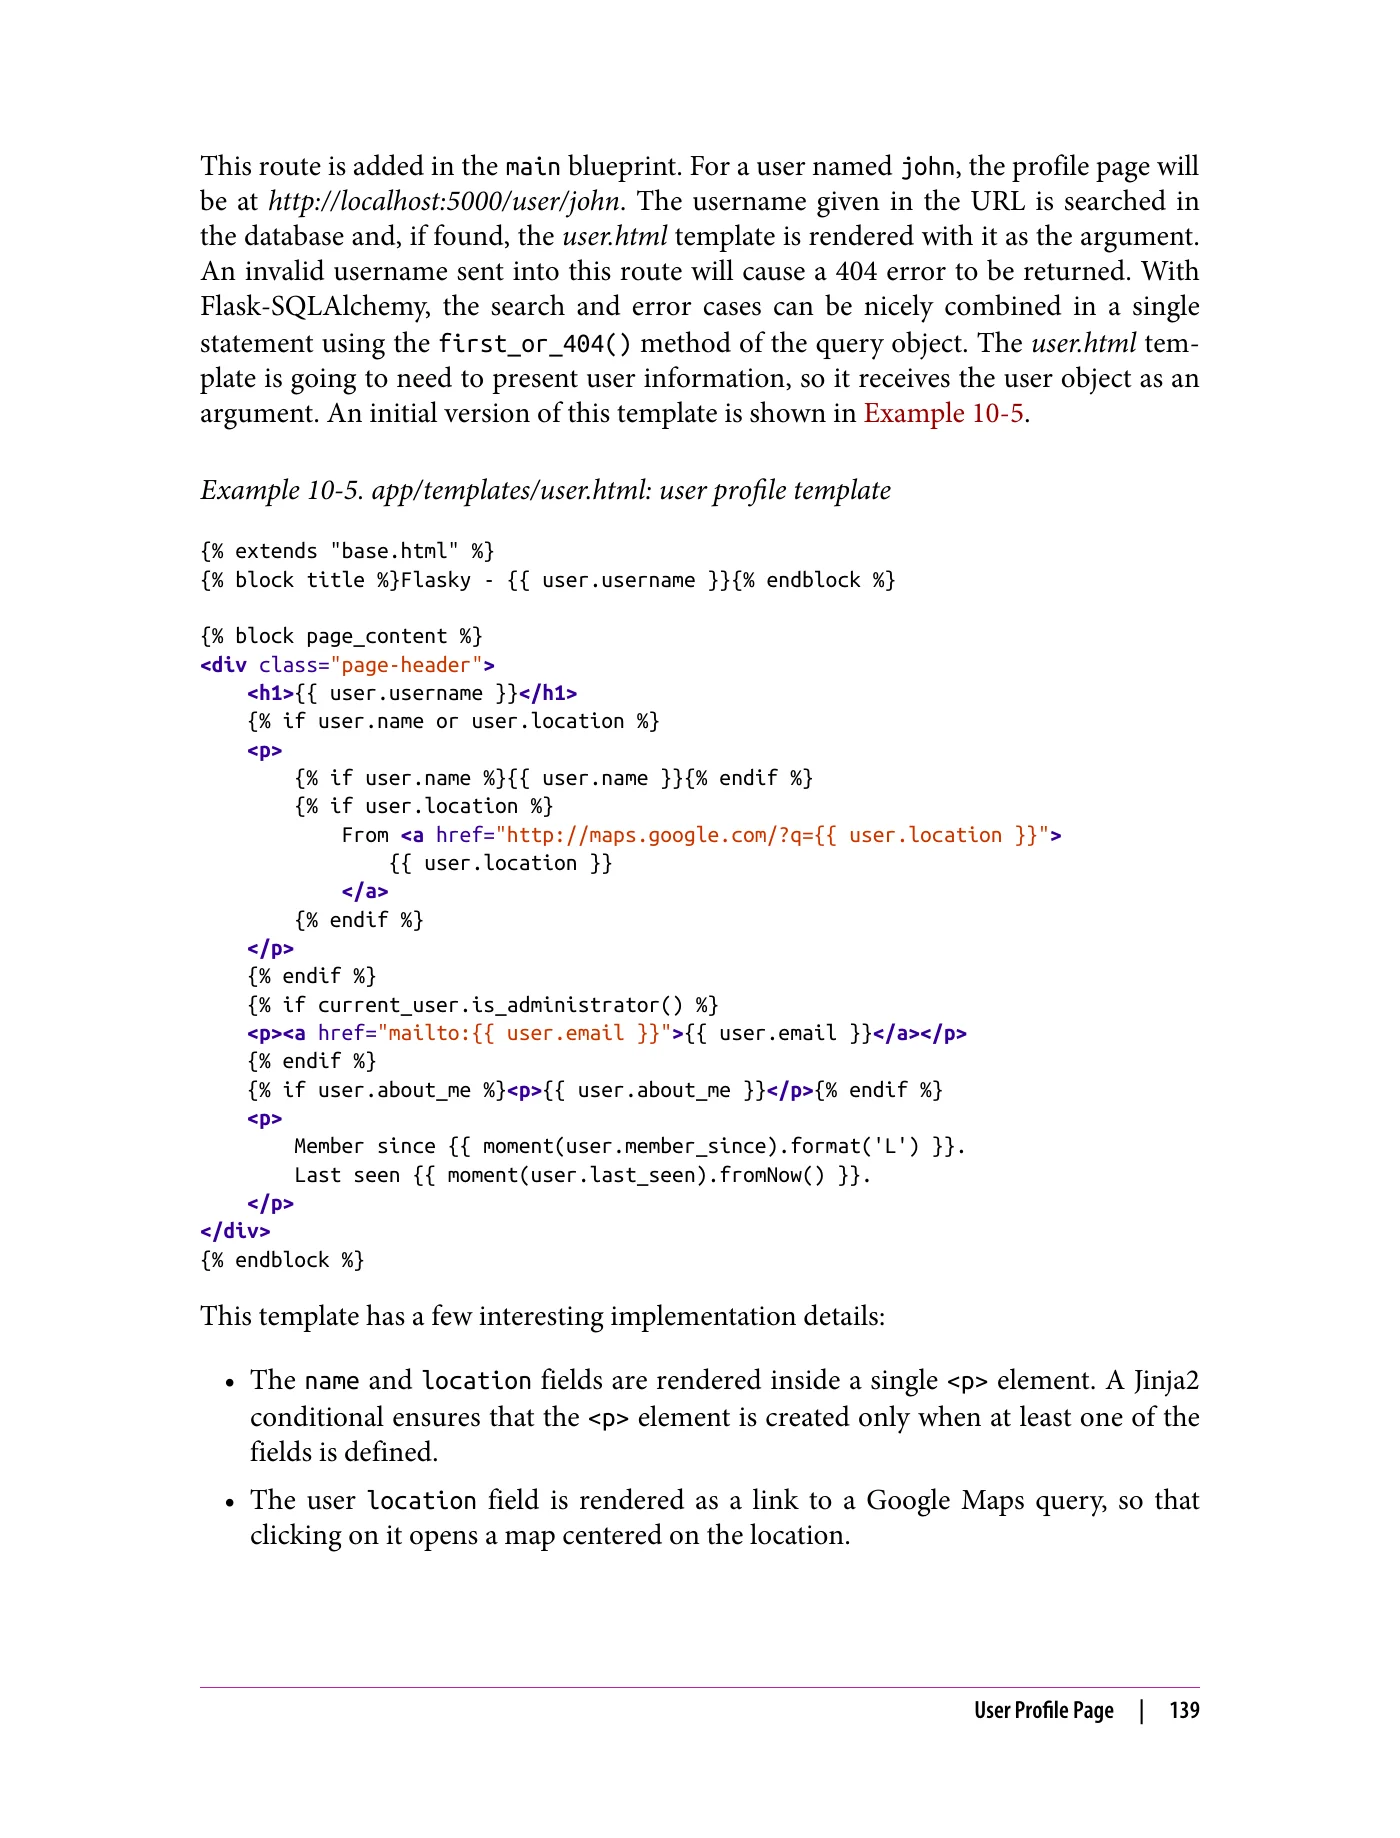 This route is added in the main blueprint. For a user named john, the profile page will
be at http://localhost:5000/user/john. The username given in the URL is searched in
the database and, if found, the user.html template is rendered with it as the argument.
An invalid username sent into this route will cause a 404 error to be returned. With
Flask-SQLAlchemy, the search and error cases can be nicely combined in a single
statement using the first_or_404() method of the query object. The user.html tem-
plate is going to need to present user information, so it receives the user object as an
argument. An initial version of this template is shown in Example 10-5.
Example 10-5. app/templates/user.html: user profile template
{% extends "base.html" %}
{% block title %}Flasky - {{ user.username }}{% endblock %}

{% block page_content %}
<div class="page-header">
    <h1>{{ user.username }}</h1>
    {% if user.name or user.location %}
    <p>
        {% if user.name %}{{ user.name }}{% endif %}
        {% if user.location %}
            From <a href="http://maps.google.com/?q={{ user.location }}">
                {{ user.location }}
            </a>
        {% endif %}
    </p>
    {% endif %}
    {% if current_user.is_administrator() %}
    <p><a href="mailto:{{ user.email }}">{{ user.email }}</a></p>
    {% endif %}
    {% if user.about_me %}<p>{{ user.about_me }}</p>{% endif %}
    <p>
        Member since {{ moment(user.member_since).format('L') }}.
        Last seen {{ moment(user.last_seen).fromNow() }}.
    </p>
</div>
{% endblock %}
This template has a few interesting implementation details:
• The name and location fields are rendered inside a single <p> element. A Jinja2
conditional ensures that the <p> element is created only when at least one of the
fields is defined.
• The user location field is rendered as a link to a Google Maps query, so that
clicking on it opens a map centered on the location.
User Profile Page | 139